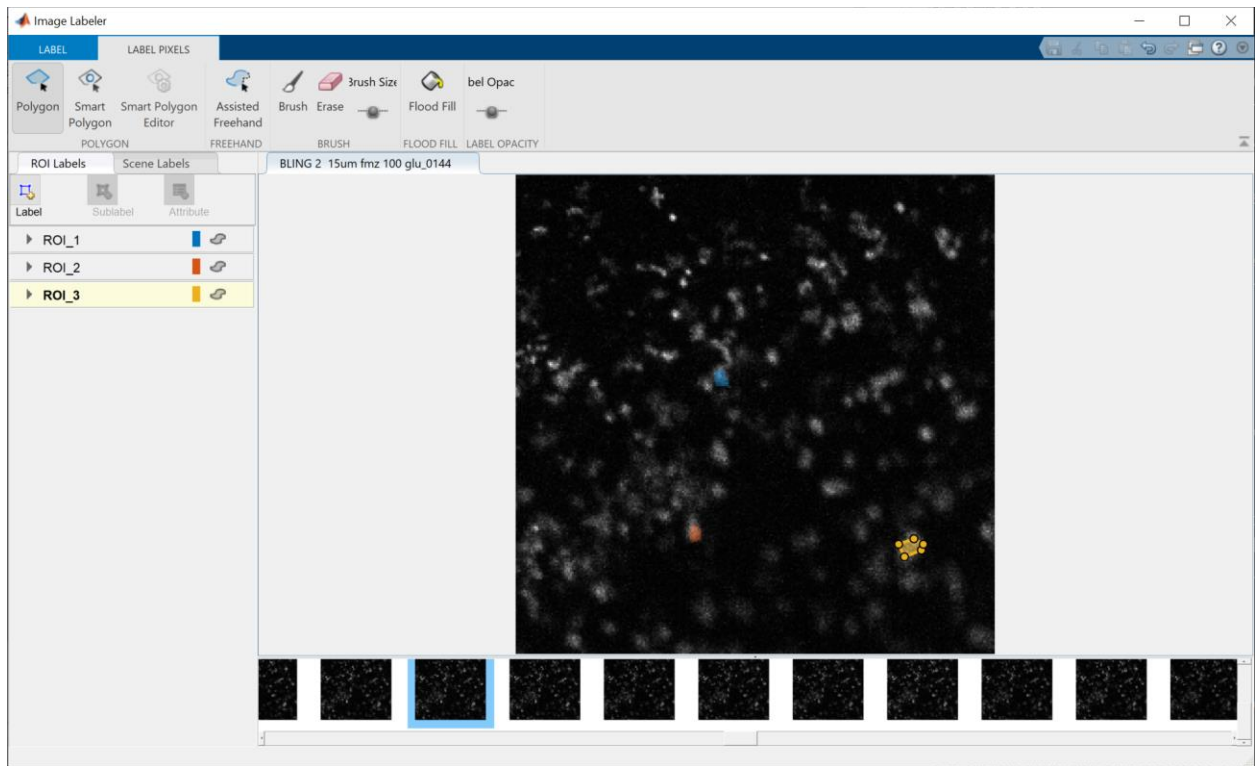 Image Labeler
LABEL
LABEL PIXELS
Polygon
Smart Polygon
Smart Polygon Editor
Assisted Freehand
Brush
Erase
Brush Size
Flood Fill
bel Opac
POLYGON
FREEHAND
BRUSH
FLOOD FILL
LABEL OPACITY
ROI Labels
Scene Labels
BLING 2 15um fmz 100 glu_0144
Label
Sublabel
Attribute
ROI_1
ROI_2
ROI_3